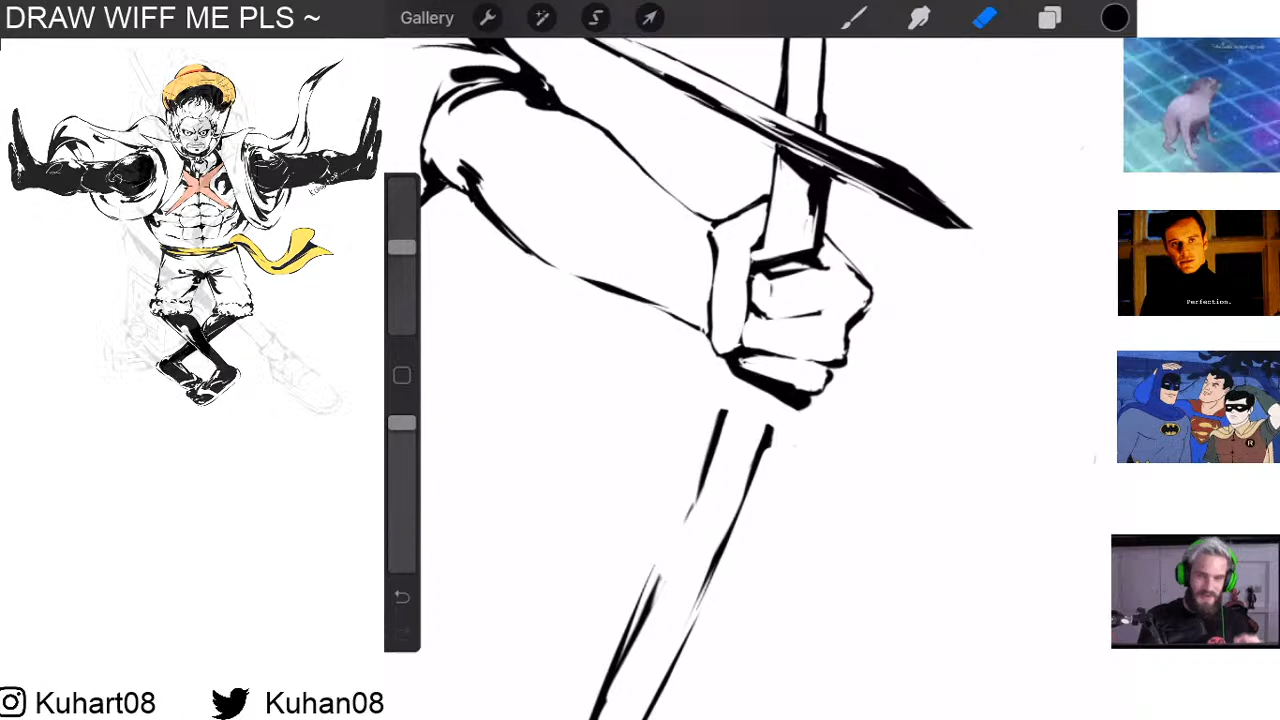 DRAW WIFF ME PLS ~
Gallery
Perfection.
R
Kuhart08
Kuhan08